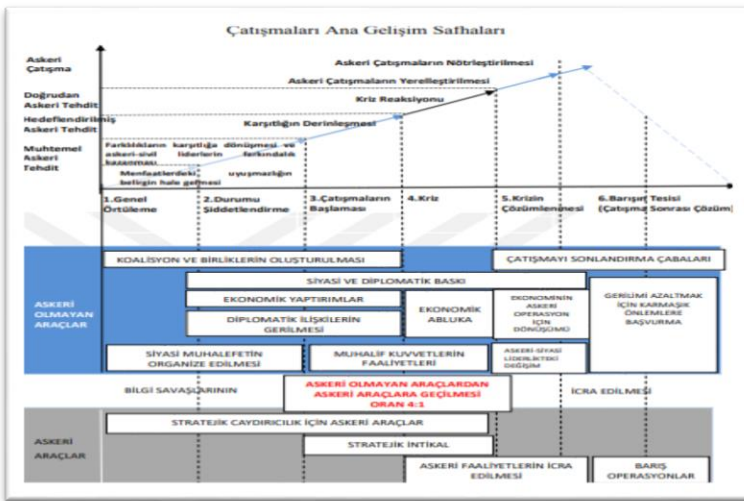 Çatışmaları Ana Gelişim Safhaları
Askeri
Çatışma
Doğrudan
Askeri Tehdit
Hedeflendirilmiş
Askeri Tehdit
Muhtemel
Askeri
Tehdit
Askeri Çatışmaların Nötrleştirilmesi
Askeri Çatışmaların Yerelleştirilmesi
Kriz Reaksiyonu
Karşıtlığın Derinleşmesi
Farklılıkların karşıtlığa dönüşmesi ve
askeri-sivil liderlerin farkındalık
kazanması
Menfaatlerdeki uyuşmazlığın
belirgin hale gelmesi
1.Genel
Örtüleme
2.Durumu
Şiddetlendirme
3.Çatışmaların
Başlaması
4.Kriz
5.Krizin
Çözümlenmesi
6.Barışın Tesisi
(Çatışma Sonrası Çözüm)
ASKERİ
OLMAYAN
ARAÇLAR
KOALİSYON VE BİRLİKLERİN OLUŞTURULMASI
ÇATIŞMAYI SONLANDIRMA ÇABALARI
SİYASİ VE DİPLOMATİK BASKI
EKONOMİK YAPTIRIMLAR
DİPLOMATİK İLİŞKİLERİN
GERİLMESİ
EKONOMİK
ABLUKA
EKONOMİNİN
ASKERİ
OPERASYON
İÇİN
DÖNÜŞÜMÜ
GERİLİMİ AZALTMAK
İÇİN KARMAŞIK
ÖNLEMLERE
BAŞVURMA
SİYASİ MUHALEFETİN
ORGANİZE EDİLMESİ
MUHALİF KUVVETLERİN
FAALİYETLERİ
ASKERİ-SİYASİ
LİDERLİKTEKİ
DEĞİŞİM
BİLGİ SAVAŞLARININ
ASKERİ OLMAYAN ARAÇLARDAN
ASKERİ ARAÇLARA GEÇİLMESİ
ORAN 4:1
İCRA EDİLMESİ
ASKERİ
ARAÇLAR
STRATEJİK CAYDIRICILIK İÇİN ASKERİ ARAÇLAR
STRATEJİK İNTİKAL
ASKERİ FAALİYETLERİN İCRA
EDİLMESİ
BARIŞ
OPERASYONLAR